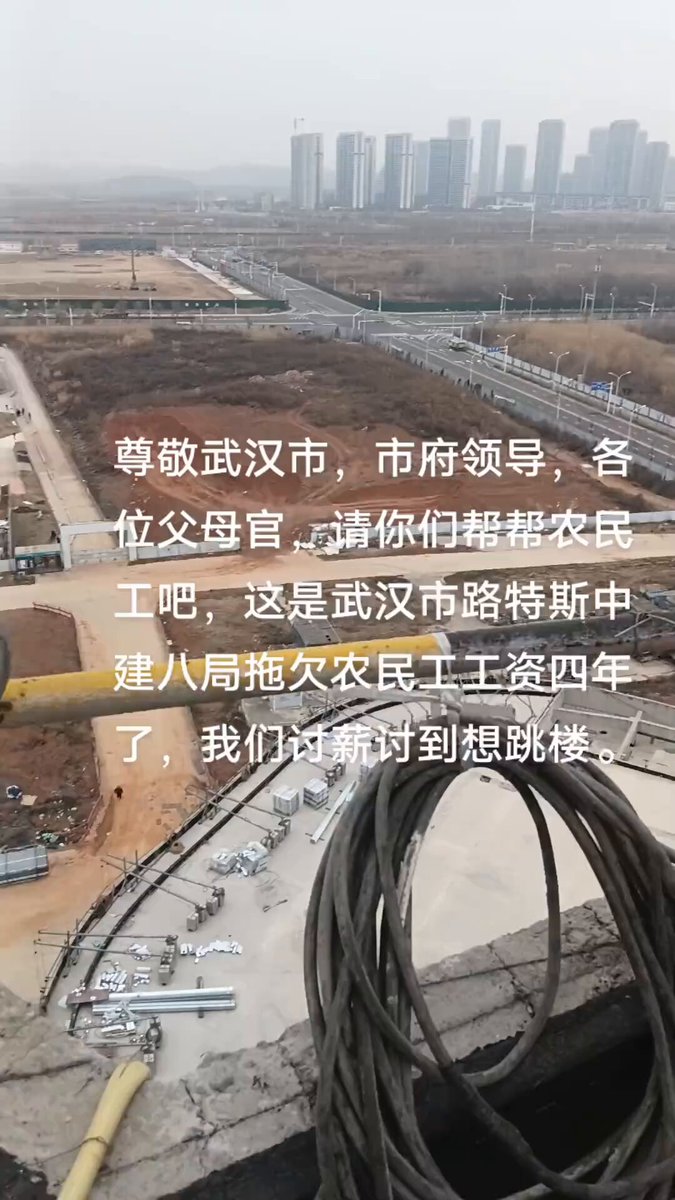 尊敬武汉市，市府领导，各
位父母官，请你们帮帮农民
工吧，这是武汉市路特斯中
建八局拖欠农民工工资四年
了，我们讨薪讨到想跳楼。